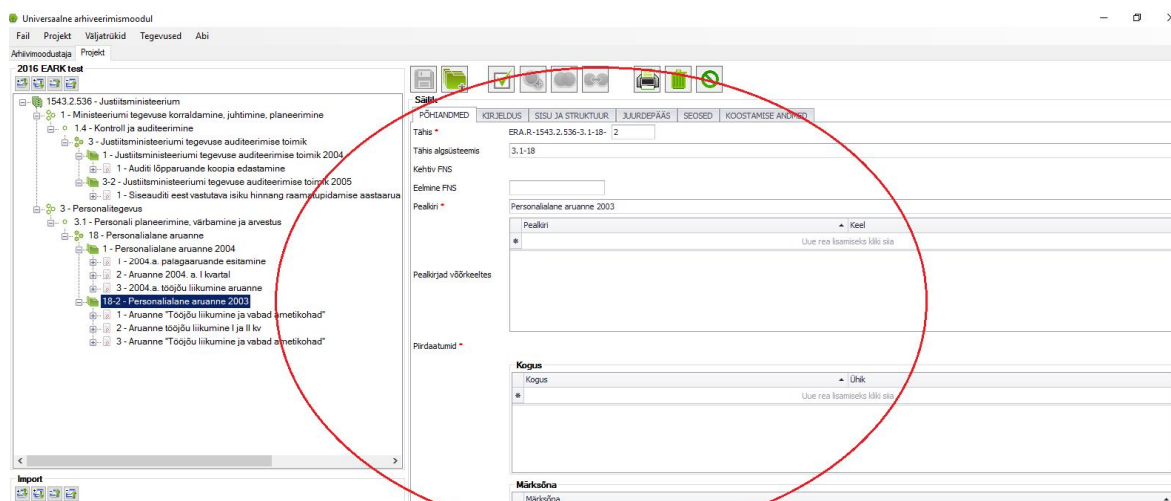 Universaalne arhiveerimismoodul
Fail Projekt Väljatrükid Tegevused Abi
Arhiivimoodustaja Projekt
2016 EARK test
1543.2.536 - Justiitsministeerium
1 - Ministeeriumi tegevuse korraldamine, juhtimine, planeerimine
1.4 - Kontroll ja auditeerimine
3 - Justiitsministeeriumi tegevuse auditeerimise toimik
1 - Justiitsministeeriumi tegevuse auditeerimise toimik 2004
1 - Auditi lõpparuande koopia edastamine
3-2 - Justiitsministeeriumi tegevuse auditeerimise toimik 2005
1 - Siseauditi eest vastutava isiku hinnang raamatupidamise aastaarua
3 - Personalitegevus
3.1 - Personali planeerimine, värbamine ja arvestus
18 - Personalialane aruanne
1 - Personalialane aruanne 2004
1 - 2004.a. palagaaruande esitamine
2 - Aruanne 2004. a. I kvartal
3 - 2004.a. tööjõu liikumine aruanne
18-2 - Personalialane aruanne 2003
1 - Aruanne "Tööjõu liikumine ja vabad ametikohad"
2 - Aruanne tööjõu liikumine I ja II kv
3 - Aruanne "Tööjõu liikumine ja vabad ametikohad"
Import
Säilik
PÕHIANDMED KIRJELDUS SISU JA STRUKTUUR JUURDEPÄÄS SEOSED KOOSTAMISE ANDMED
Tähis * ERA.R-1543.2.536-3.1-18- 2
Tähis algsüsteemis 3.1-18
Kehtiv FNS
Eelmine FNS
Pealkiri * Personalialane aruanne 2003
Pealkiri Keel
Uue rea lisamiseks kliki siia
Pealkirjad võõrkeeltes
Piirdaatumid *
Kogus
Kogus Ühik
Uue rea lisamiseks kliki siia
Märksõna
Märksõna